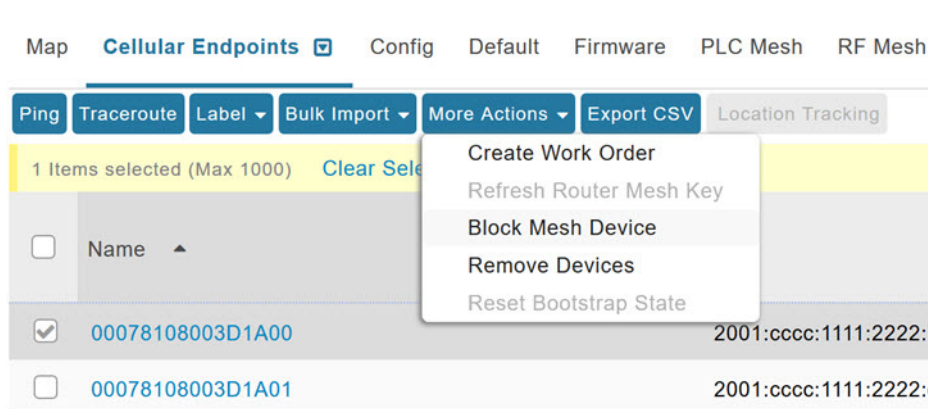 Map Cellular Endpoints Config Default Firmware PLC Mesh RF Mesh
Ping Traceroute Label Bulk Import More Actions Export CSV Location Tracking
1 Items selected (Max 1000) Clear Sele
Create Work Order
Refresh Router Mesh Key
Block Mesh Device
Remove Devices
Reset Bootstrap State
Name
00078108003D1A00 2001:cccc:1111:2222:
00078108003D1A01 2001:cccc:1111:2222: